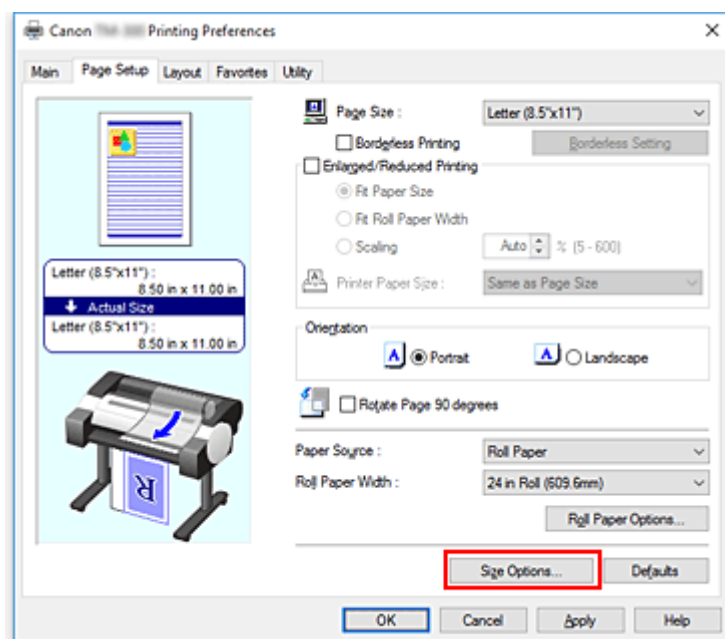 Canon Printing Preferences
Main Page Setup Layout Favorites Utility
Page Size : Letter (8.5"x11")
Borderless Printing Borderless Setting
Enlarged/Reduced Printing
Fit Paper Size
Fit Roll Paper Width
Scaling Auto % (5 - 600)
Printer Paper Size : Same as Page Size
Letter (8.5"x11") :
8.50 in x 11.00 in
Actual Size
Letter (8.5"x11") :
8.50 in x 11.00 in
Orientation
A Portrait A Landscape
Rotate Page 90 degrees
Paper Source : Roll Paper
Roll Paper Width : 24 in Roll (609.6mm)
Roll Paper Options...
Size Options... Defaults
R
OK Cancel Apply Help